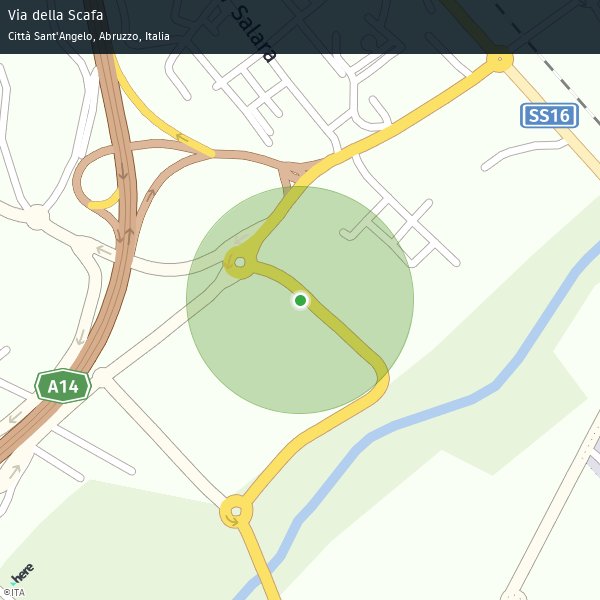 Via della Scafa
Città Sant'Angelo, Abruzzo, Italia
Salara
SS16
A14
here
©ITA